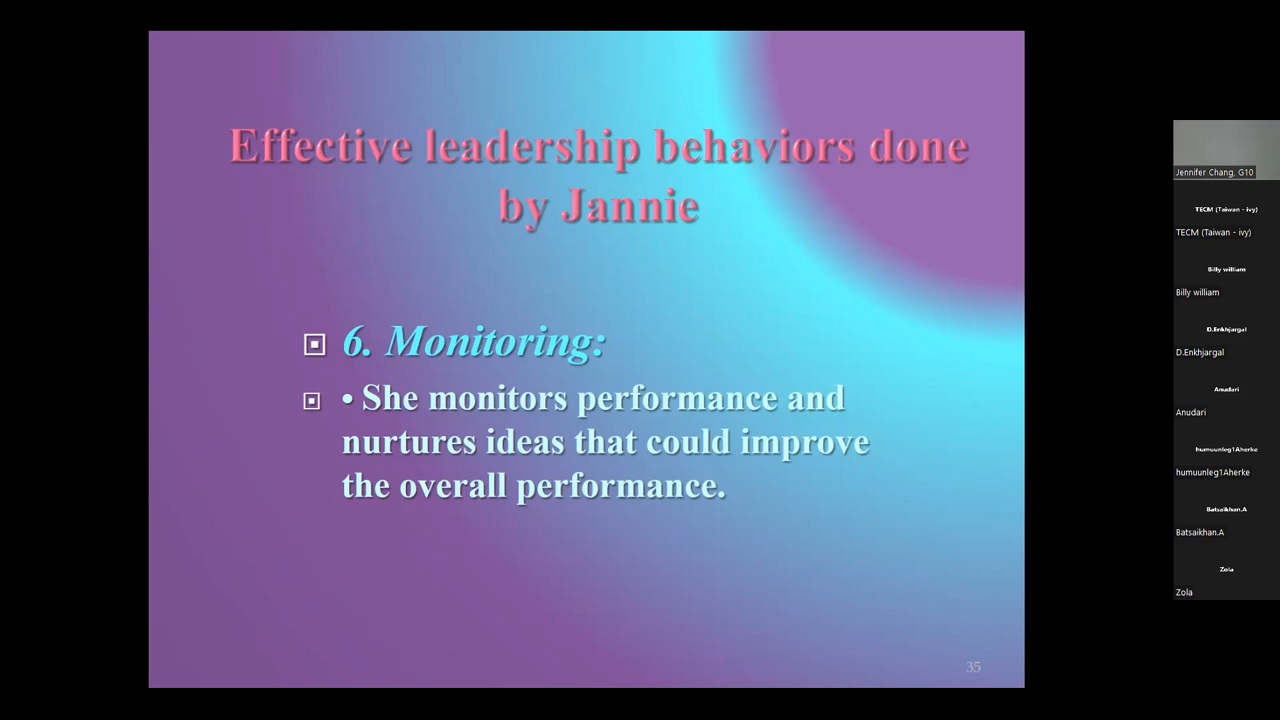 Effective leadership behaviors done
by Jannie
6. Monitoring:
• She monitors performance and
nurtures ideas that could improve
the overall performance.
35
Jennifer Chang, G10
TECM (Taiwan - ivy)
TECM (Taiwan - ivy)
Billy william
Billy william
D.Enkhjargal
D.Enkhjargal
Anudari
Anudari
humuunleg1Aherke
humuunleg1Aherke
Batsaikhan.A
Batsaikhan.A
Zola
Zola